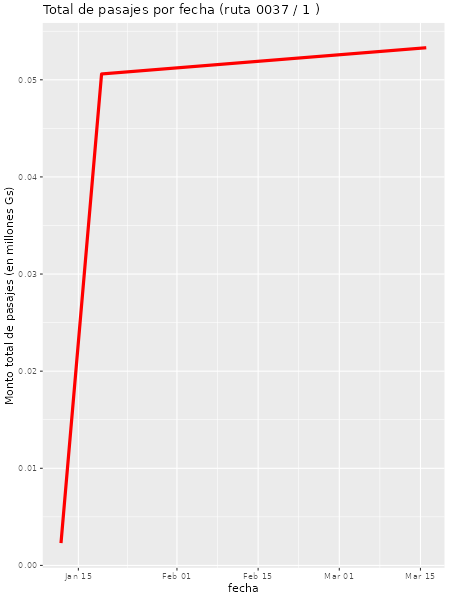 Total de pasajes por fecha (ruta 0037 / 1 )
Monto total de pasajes (en millones Gs)
0.05
0.04
0.03
0.02
0.01
0.00
Jan 15
Feb 01
Feb 15
Mar 01
Mar 15
fecha